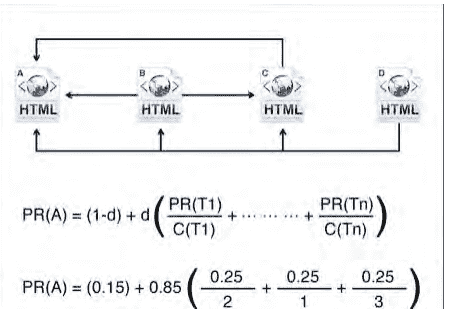 A B C D
HTML HTML HTML HTML
PR(A) = (1-d) + d ( PR(T1) / C(T1) + ... ... ... + PR(Tn) / C(Tn) )
PR(A) = (0.15) + 0.85 ( 0.25 / 2 + 0.25 / 1 + 0.25 / 3 )